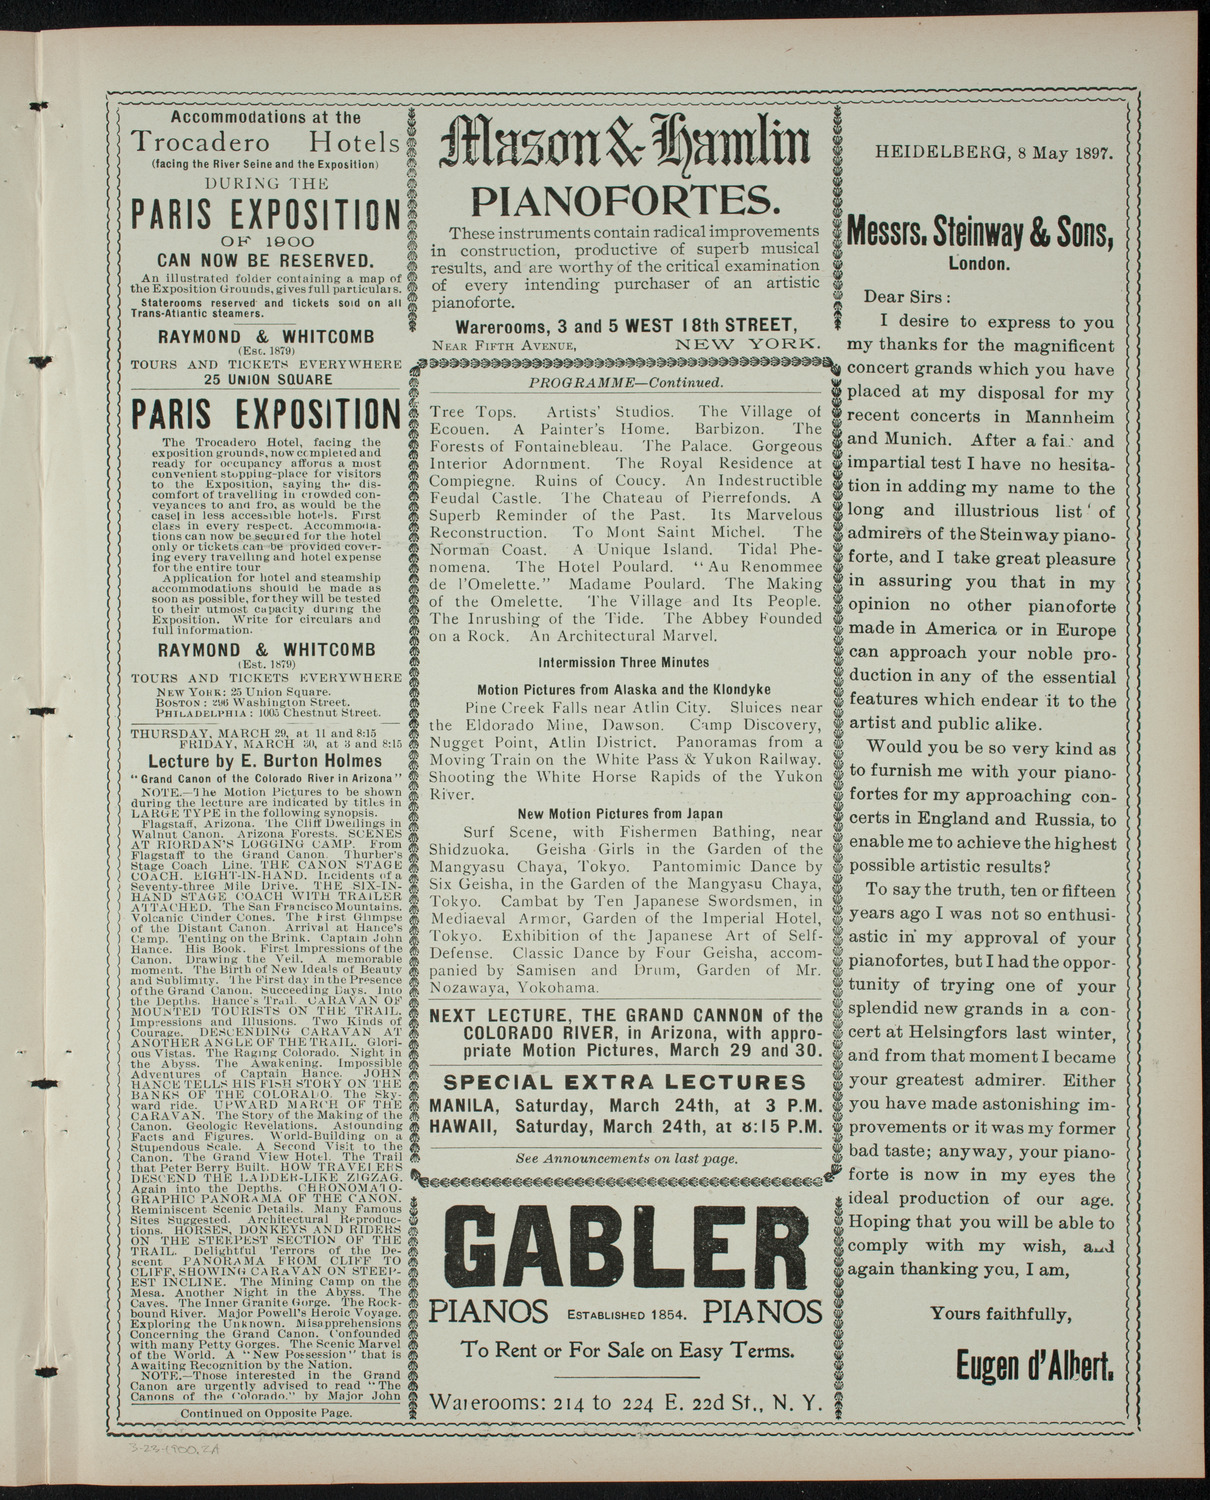 Accommodations at the
Trocadero Hotels
(facing the River Seine and the Exposition)
DURING THE
PARIS EXPOSITION
OF 1900
CAN NOW BE RESERVED.
An illustrated folder containing a map of
the Exposition Grounds, gives full particulars.
Staterooms reserved and tickets sold on all
Trans-Atlantic steamers.
RAYMOND & WHITCOMB
(Est. 1879)
TOURS AND TICKETS EVERYWHERE
25 UNION SQUARE
PARIS EXPOSITION
The Trocadero Hotel, facing the
exposition grounds, now completed and
ready for occupancy affords a most
convenient stopping-place for visitors
to the Exposition, saying the dis-
comfort of travelling in crowded con-
veyances to and fro, as would be the
case in less accessible hotels. First
class in every respect. Accommoda-
tions can now be secured for the hotel
only or tickets can be provided cover-
ing every travelling and hotel expense
for the entire tour
Application for hotel and steamship
accommodations should be made as
soon as possible, for they will be tested
to their utmost capacity during the
Exposition. Write for circulars and
full information.
RAYMOND & WHITCOMB
(Est. 1879)
TOURS AND TICKETS EVERYWHERE
NEW YORK: 25 Union Square.
BOSTON: 296 Washington Street.
PHILADELPHIA: 1005 Chestnut Street.
THURSDAY, MARCH 29, at 11 and 8:15
FRIDAY, MARCH 30, at 3 and 8:15
Lecture by E. Burton Holmes
"Grand Canon of the Colorado River in Arizona"
NOTE.—The Motion Pictures to be shown
during the lecture are indicated by titles in
LARGE TYPE in the following synopsis.
Flagstaff, Arizona. The Cliff Dwellings in
Walnut Canon. Arizona Forests. SCENES
AT RIORDAN'S LOGGING CAMP. From
Flagstaff to the Grand Canon. Thurber's
Stage Coach Line. THE CANON STAGE
COACH. EIGHT-IN-HAND. Incidents of a
Seventy-three Mile Drive. THE SIX-IN-
HAND STAGE COACH WITH TRAILER
ATTACHED. The San Francisco Mountains.
Volcanic Cinder Cones. The First Glimpse
of the Distant Canon. Arrival at Hance's
Camp. Tenting on the Brink. Captain John
Hance. His Book. First Impressions of the
Canon. Drawing the Veil. A memorable
moment. The Birth of New Ideals of Beauty
and Sublimity. The First day in the Presence
of the Grand Canon. Succeeding Days. Into
the Depths. Hance's Trail. CARAVAN OF
MOUNTED TOURISTS ON THE TRAIL.
Impressions and Illusions. Two Kinds of
Courage. DESCENDING CARAVAN AT
ANOTHER ANGLE OF THE TRAIL. Glori-
ous Vistas. The Raging Colorado. Night in
the Abyss. The Awakening. Impossible
Adventures of Captain Hance. JOHN
HANCE TELLS HIS FISH STORY ON THE
BANKS OF THE COLORADO. The Sky-
ward ride. UPWARD MARCH OF THE
CARAVAN. The Story of the Making of the
Canon. Geologic Revelations. Astounding
Facts and Figures. World-Building on a
Stupendous Scale. A Second Visit to the
Canon. The Grand View Hotel. The Trail
that Peter Berry Built. HOW TRAVELERS
DESCEND THE LADDER-LIKE ZIGZAG.
Again into the Depths. CHRONOMATO-
GRAPHIC PANORAMA OF THE CANON.
Reminiscent Scenic Details. Many Famous
Sites Suggested. Architectural Reproduc-
tions. HORSES, DONKEYS AND RIDERS
ON THE STEEPEST SECTION OF THE
TRAIL. Delightful Terrors of the De-
scent PANORAMA FROM CLIFF TO
CLIFF, SHOWING CARAVAN ON STEEP-
EST INCLINE. The Mining Camp on the
Mesa. Another Night in the Abyss. The
Caves. The Inner Granite Gorge. The Rock-
bound River. Major Powell's Heroic Voyage.
Exploring the Unknown. Misapprehensions
Concerning the Grand Canon. Confounded
with many Petty Gorges. The Scenic Marvel
of the World. A "New Possession" that is
Awaiting Recognition by the Nation.
NOTE.—Those interested in the Grand
Canon are urgently advised to read "The
Canons of the Colorado," by Major John
Continued on Opposite Page.
Mason & Hamlin
PIANOFORTES.
These instruments contain radical improvements
in construction, productive of superb musical
results, and are worthy of the critical examination
of every intending purchaser of an artistic
pianoforte.
Warerooms, 3 and 5 WEST 18th STREET,
NEAR FIFTH AVENUE, NEW YORK.
PROGRAMME—Continued.
Tree Tops. Artists' Studios. The Village of
Ecouen. A Painter's Home. Barbizon. The
Forests of Fontainebleau. The Palace. Gorgeous
Interior Adornment. The Royal Residence at
Compiegne. Ruins of Coucy. An Indestructible
Feudal Castle. The Chateau of Pierrefonds. A
Superb Reminder of the Past. Its Marvelous
Reconstruction. To Mont Saint Michel. The
Norman Coast. A Unique Island. Tidal Phe-
nomena. The Hotel Poulard. "Au Renommee
de l'Omelette." Madame Poulard. The Making
of the Omelette. The Village and Its People.
The Inrushing of the Tide. The Abbey Founded
on a Rock. An Architectural Marvel.
Intermission Three Minutes
Motion Pictures from Alaska and the Klondyke
Pine Creek Falls near Atlin City. Sluices near
the Eldorado Mine, Dawson. Camp Discovery,
Nugget Point, Atlin District. Panoramas from a
Moving Train on the White Pass & Yukon Railway.
Shooting the White Horse Rapids of the Yukon
River.
New Motion Pictures from Japan
Surf Scene, with Fishermen Bathing, near
Shidzuoka. Geisha Girls in the Garden of the
Mangyasu Chaya, Tokyo. Pantomimic Dance by
Six Geisha, in the Garden of the Mangyasu Chaya,
Tokyo. Cambat by Ten Japanese Swordsmen, in
Mediaeval Armor, Garden of the Imperial Hotel,
Tokyo. Exhibition of the Japanese Art of Self-
Defense. Classic Dance by Four Geisha, accom-
panied by Samisen and Drum, Garden of Mr.
Nozawaya, Yokohama.
NEXT LECTURE, THE GRAND CANNON of the
COLORADO RIVER, in Arizona, with appro-
priate Motion Pictures, March 29 and 30.
SPECIAL EXTRA LECTURES
MANILA, Saturday, March 24th, at 3 P.M.
HAWAII, Saturday, March 24th, at 8:15 P.M.
See Announcements on last page.
GABLER
PIANOS ESTABLISHED 1854. PIANOS
To Rent or For Sale on Easy Terms.
Warerooms: 214 to 224 E. 22d St., N. Y.
HEIDELBERG, 8 May 1897.
Messrs. Steinway & Sons,
London.
Dear Sirs:
I desire to express to you
my thanks for the magnificent
concert grands which you have
placed at my disposal for my
recent concerts in Mannheim
and Munich. After a fair and
impartial test I have no hesita-
tion in adding my name to the
long and illustrious list of
admirers of the Steinway piano-
forte, and I take great pleasure
in assuring you that in my
opinion no other pianoforte
made in America or in Europe
can approach your noble pro-
duction in any of the essential
features which endear it to the
artist and public alike.
Would you be so very kind as
to furnish me with your piano-
fortes for my approaching con-
certs in England and Russia, to
enable me to achieve the highest
possible artistic results?
To say the truth, ten or fifteen
years ago I was not so enthusi-
astic in my approval of your
pianofortes, but I had the oppor-
tunity of trying one of your
splendid new grands in a con-
cert at Helsingfors last winter,
and from that moment I became
your greatest admirer. Either
you have made astonishing im-
provements or it was my former
bad taste; anyway, your piano-
forte is now in my eyes the
ideal production of our age.
Hoping that you will be able to
comply with my wish, and
again thanking you, I am,
Yours faithfully,
Eugen d'Albert.
3-23-1900.2A